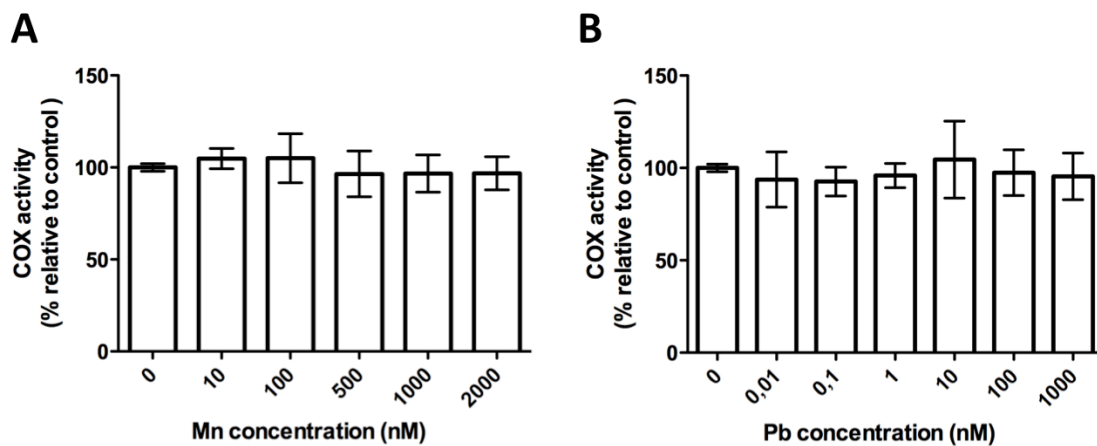 A
150
100
50
0
COX activity
(% relative to control )
0
10
100
500
1000
2000
Mn concentration (nM)
B
150
100
50
0
COX activity
(% relative to control )
0
0,01
0,1
1
10
100
1000
Pb concentration (nM)